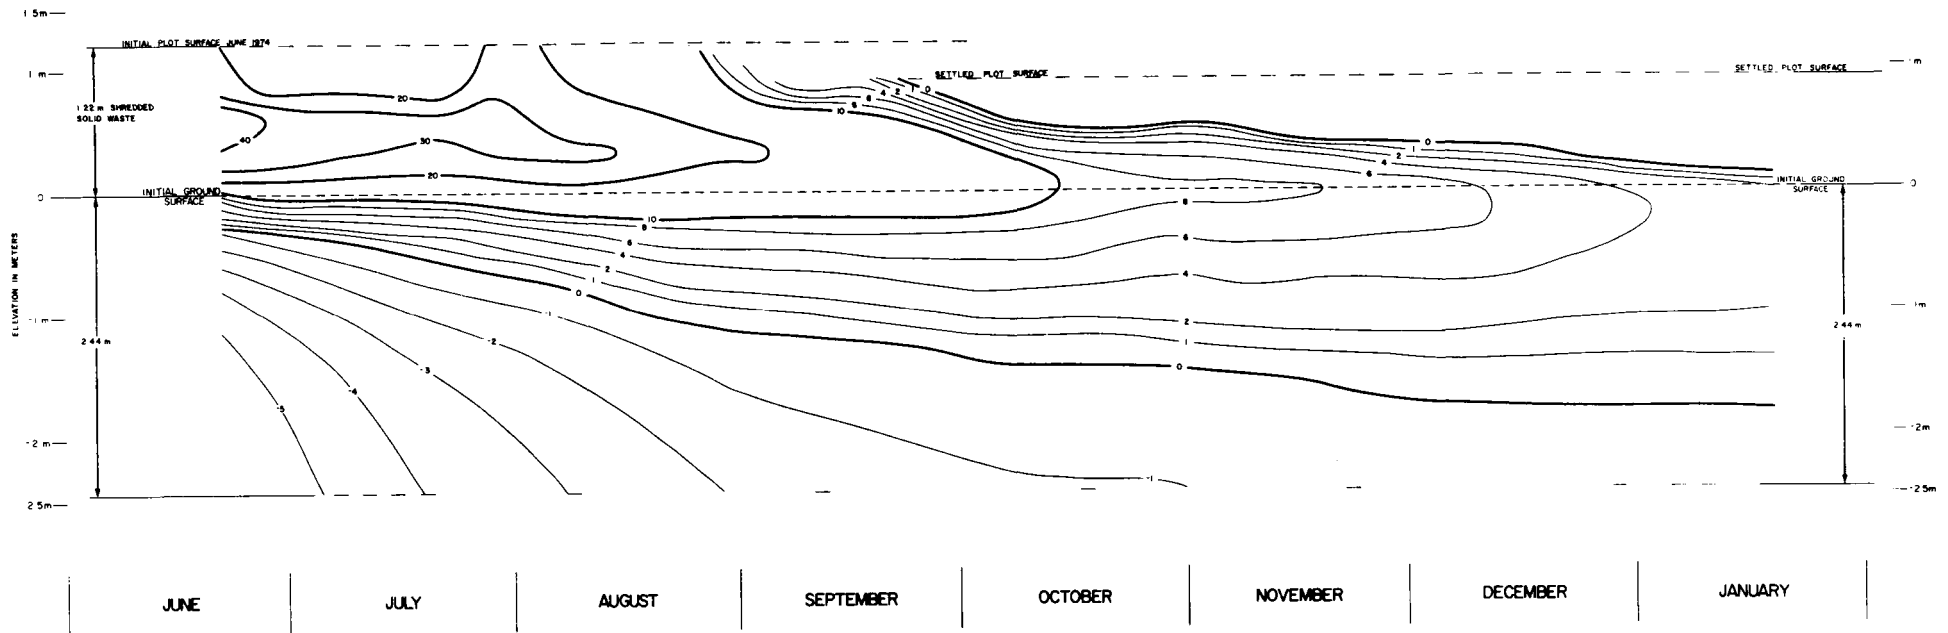 1.5m
INITIAL PLOT SURFACE JUNE 1974
1 m
SETTLED PLOT SURFACE
SETTLED PLOT SURFACE
1m
20
6 4 2 1 0
8
10
1.22 m SHREDDED
SOLID WASTE
40
30
0
1
2
4
6
20
INITIAL GROUND
SURFACE
0
INITIAL GROUND
SURFACE
0
10
8
8
6
6
4
4
2
1
0
ELEVATION IN METERS
-1
-2
-3
-4
-5
2
1
0
-1 m
-1m
2.44 m
2.44 m
-2 m
-2m
-1
2.5m
-2.5m
JUNE
JULY
AUGUST
SEPTEMBER
OCTOBER
NOVEMBER
DECEMBER
JANUARY